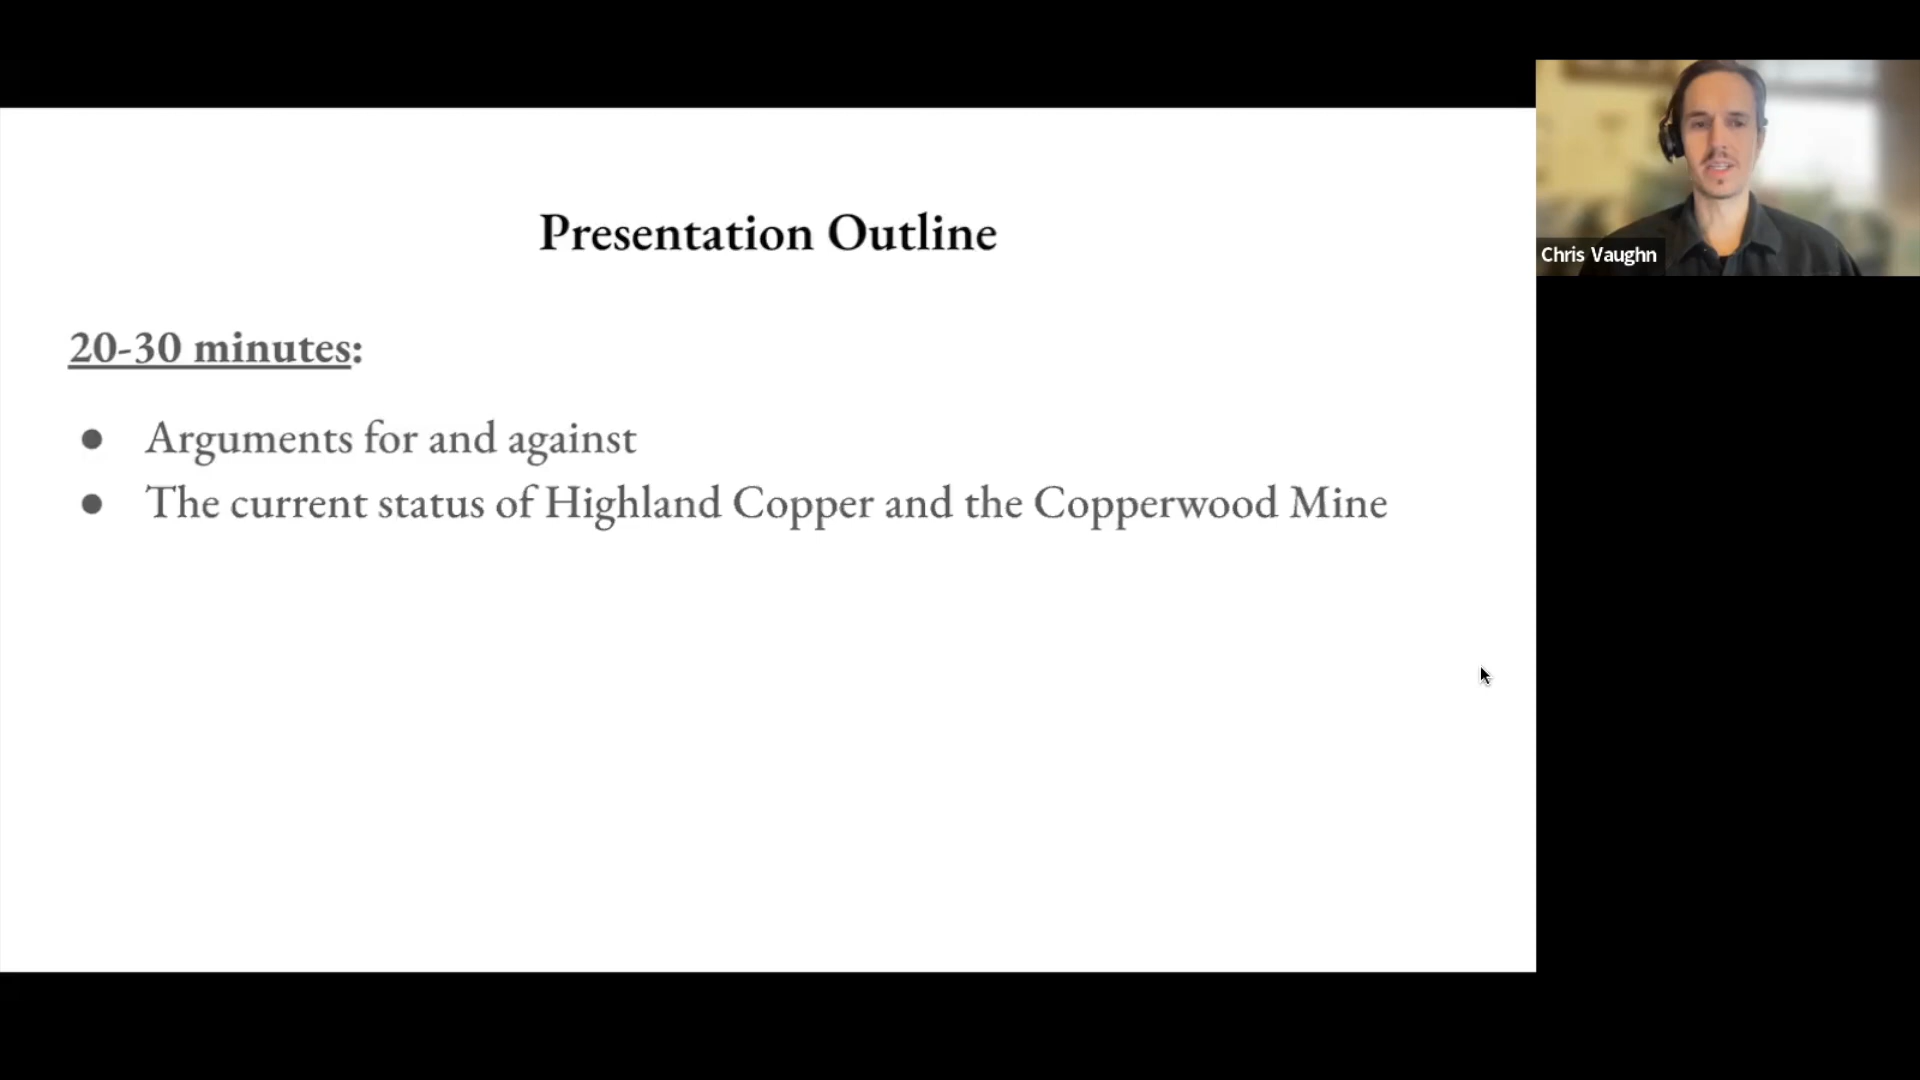 Presentation Outline
20-30 minutes:
● Arguments for and against
● The current status of Highland Copper and the Copperwood Mine
Chris Vaughn